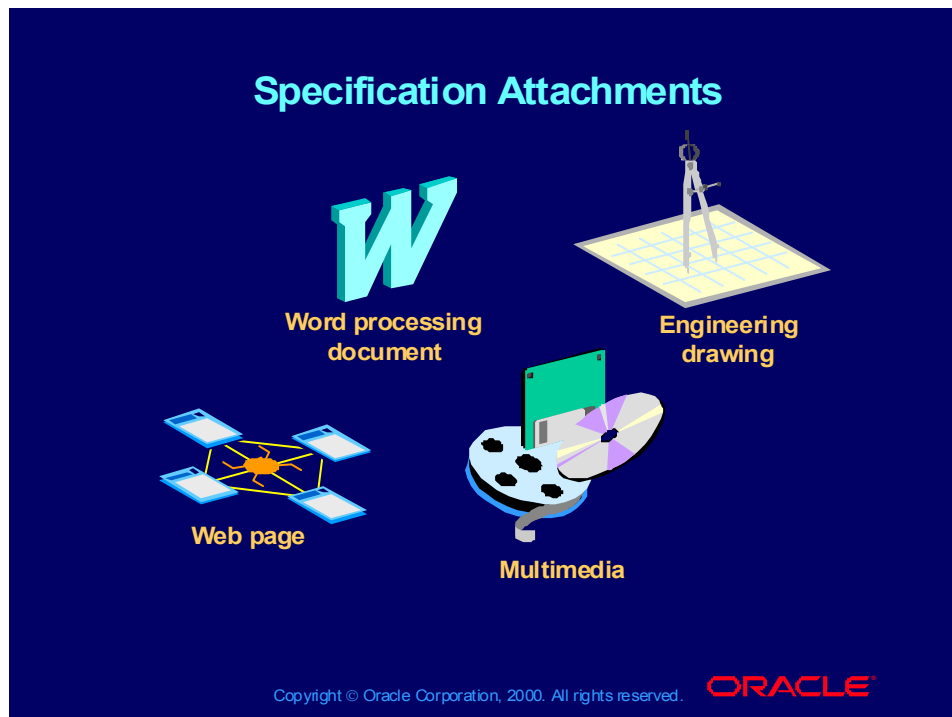 Specification Attachments
W
Word processing
document
Engineering
drawing
Web page
Multimedia
Copyright © Oracle Corporation, 2000. All rights reserved.
ORACLE®